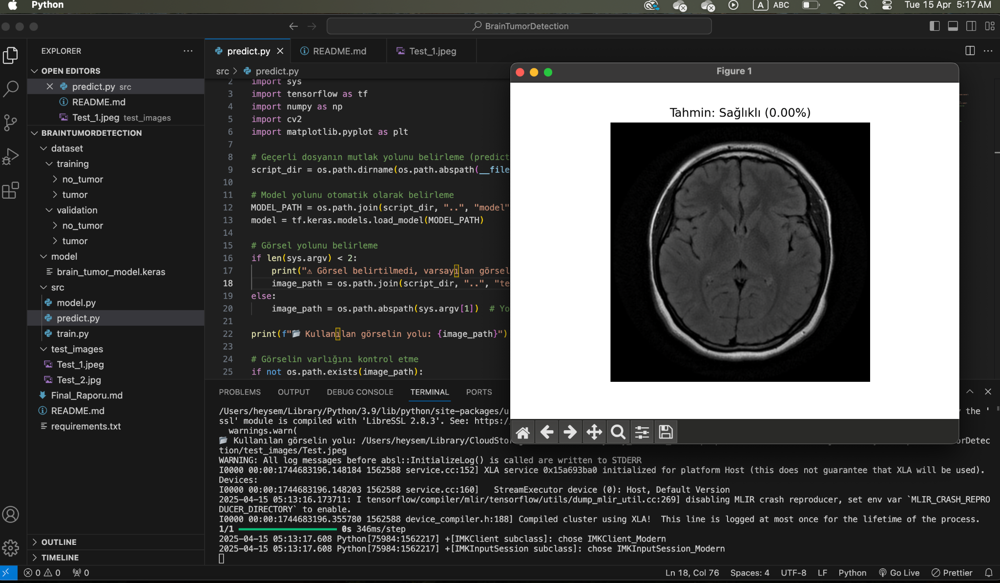 Python
A ABC Tue 15 Apr 5:17 AM
BrainTumorDetection
EXPLORER
OPEN EDITORS
predict.py src
README.md
Test_1.jpeg test_images
BRAINTUMORDETECTION
dataset
training
no_tumor
tumor
validation
no_tumor
tumor
model
brain_tumor_model.keras
src
model.py
predict.py
train.py
test_images
Test_1.jpeg
Test_2.jpg
Final_Raporu.md
README.md
requirements.txt
OUTLINE
TIMELINE
predict.py README.md Test_1.jpeg
src > predict.py
2 import sys
3 import tensorflow as tf
4 import numpy as np
5 import cv2
6 import matplotlib.pyplot as plt
7
8 # Geçerli dosyanın mutlak yolunu belirleme (predict
9 script_dir = os.path.dirname(os.path.abspath(__file
10
11 # Model yolunu otomatik olarak belirleme
12 MODEL_PATH = os.path.join(script_dir, "..", "model"
13 model = tf.keras.models.load_model(MODEL_PATH)
14
15 # Görsel yolunu belirleme
16 if len(sys.argv) < 2:
17 print("⚠ Görsel belirtilmedi, varsayılan görsel
18 image_path = os.path.join(script_dir, "..", "te
19 else:
20 image_path = os.path.abspath(sys.argv[1]) # Yo
21
22 print(f"📂 Kullanılan görselin yolu: {image_path}")
23
24 # Görselin varlığını kontrol etme
25 if not os.path.exists(image_path):
Figure 1
Tahmin: Sağlıklı (0.00%)
PROBLEMS OUTPUT DEBUG CONSOLE TERMINAL PORTS
/Users/heysem/Library/Python/3.9/lib/python/site-packages/u the '
ssl' module is compiled with 'LibreSSL 2.8.3'. See: https:/
warnings.warn(
📂 Kullanılan görselin yolu: /Users/heysem/Library/CloudStor orDetec
tion/test_images/Test.jpeg
WARNING: All log messages before absl::InitializeLog() is called are written to STDERR
I0000 00:00:1744683196.148184 1562588 service.cc:152] XLA service 0x15a693ba0 initialized for platform Host (this does not guarantee that XLA will be used).
Devices:
I0000 00:00:1744683196.148203 1562588 service.cc:160] StreamExecutor device (0): Host, Default Version
2025-04-15 05:13:16.173711: I tensorflow/compiler/mlir/tensorflow/utils/dump_mlir_util.cc:269] disabling MLIR crash reproducer, set env var `MLIR_CRASH_REPRO
DUCER_DIRECTORY` to enable.
I0000 00:00:1744683196.355780 1562588 device_compiler.h:188] Compiled cluster using XLA! This line is logged at most once for the lifetime of the process.
1/1 0s 346ms/step
2025-04-15 05:13:17.608 Python[75984:1562217] +[IMKClient subclass]: chose IMKClient_Modern
2025-04-15 05:13:17.608 Python[75984:1562217] +[IMKInputSession subclass]: chose IMKInputSession_Modern
0 0 0 Ln 18, Col 76 Spaces: 4 UTF-8 LF Python Go Live Prettier